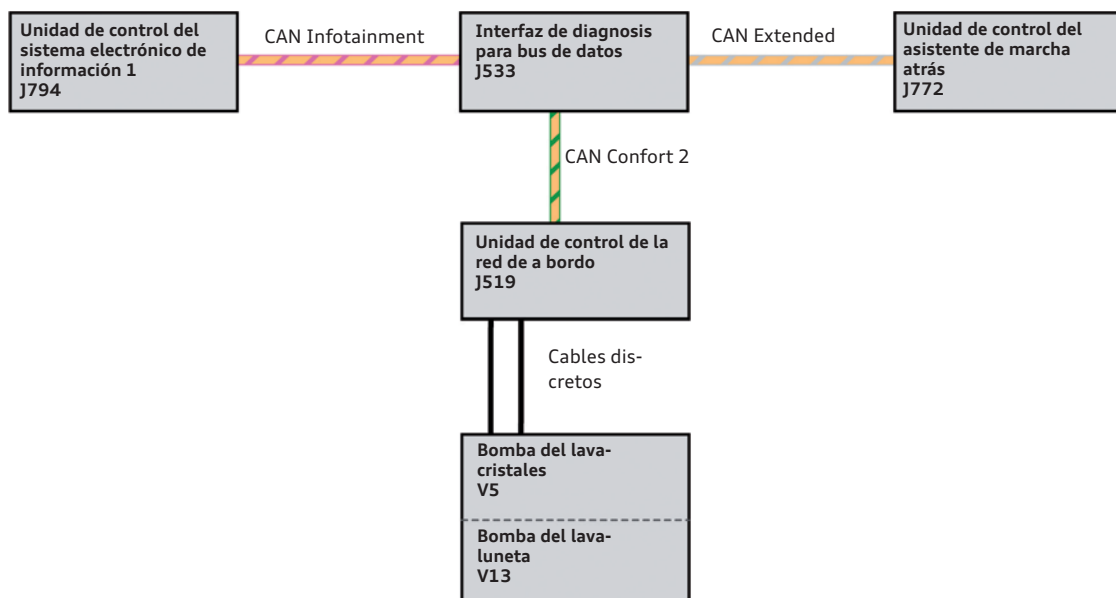 Unidad de control del
sistema electrónico de
información 1
J794
CAN Infotainment
Interfaz de diagnosis
para bus de datos
J533
CAN Extended
Unidad de control del
asistente de marcha
atrás
J772
CAN Confort 2
Unidad de control de la
red de a bordo
J519
Cables dis-
cretos
Bomba del lava-
cristales
V5
Bomba del lava-
luneta
V13